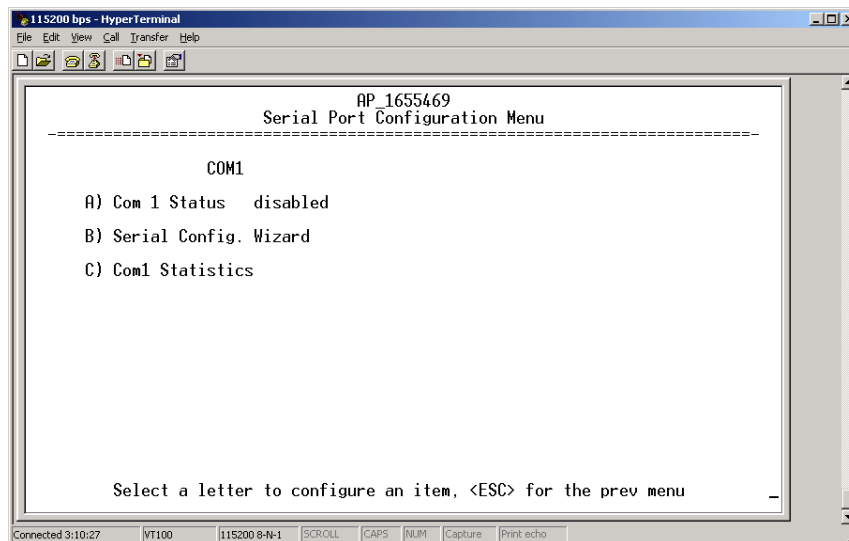 115200 bps - HyperTerminal
File Edit View Call Transfer Help
AP_1655469
Serial Port Configuration Menu
-==========================================================================-
COM1
A) Com 1 Status disabled
B) Serial Config. Wizard
C) Com1 Statistics
Select a letter to configure an item, <ESC> for the prev menu _
Connected 3:10:27 VT100 115200 8-N-1 SCROLL CAPS NUM Capture Print echo